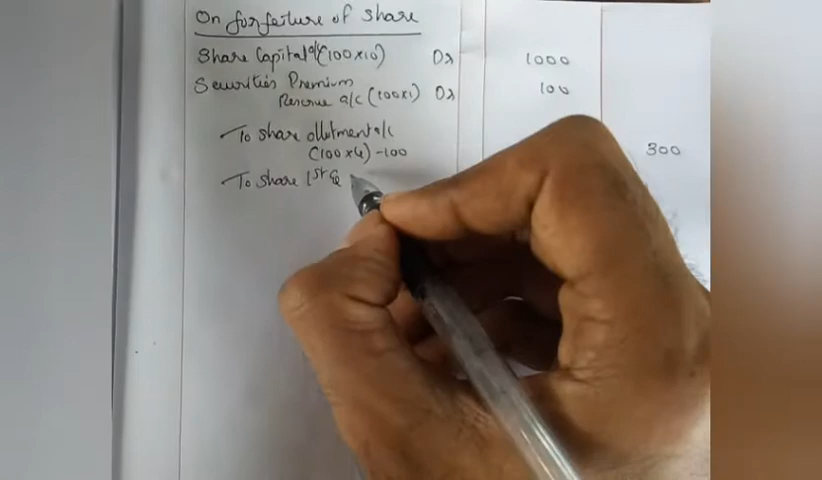 On forfeiture of share
Share Capital a/c (100x10) Dr 1000
Securities Premium
Reserve a/c (100x1) Dr 100
To share allotment a/c
(100x4)-100 300
To share 1st &